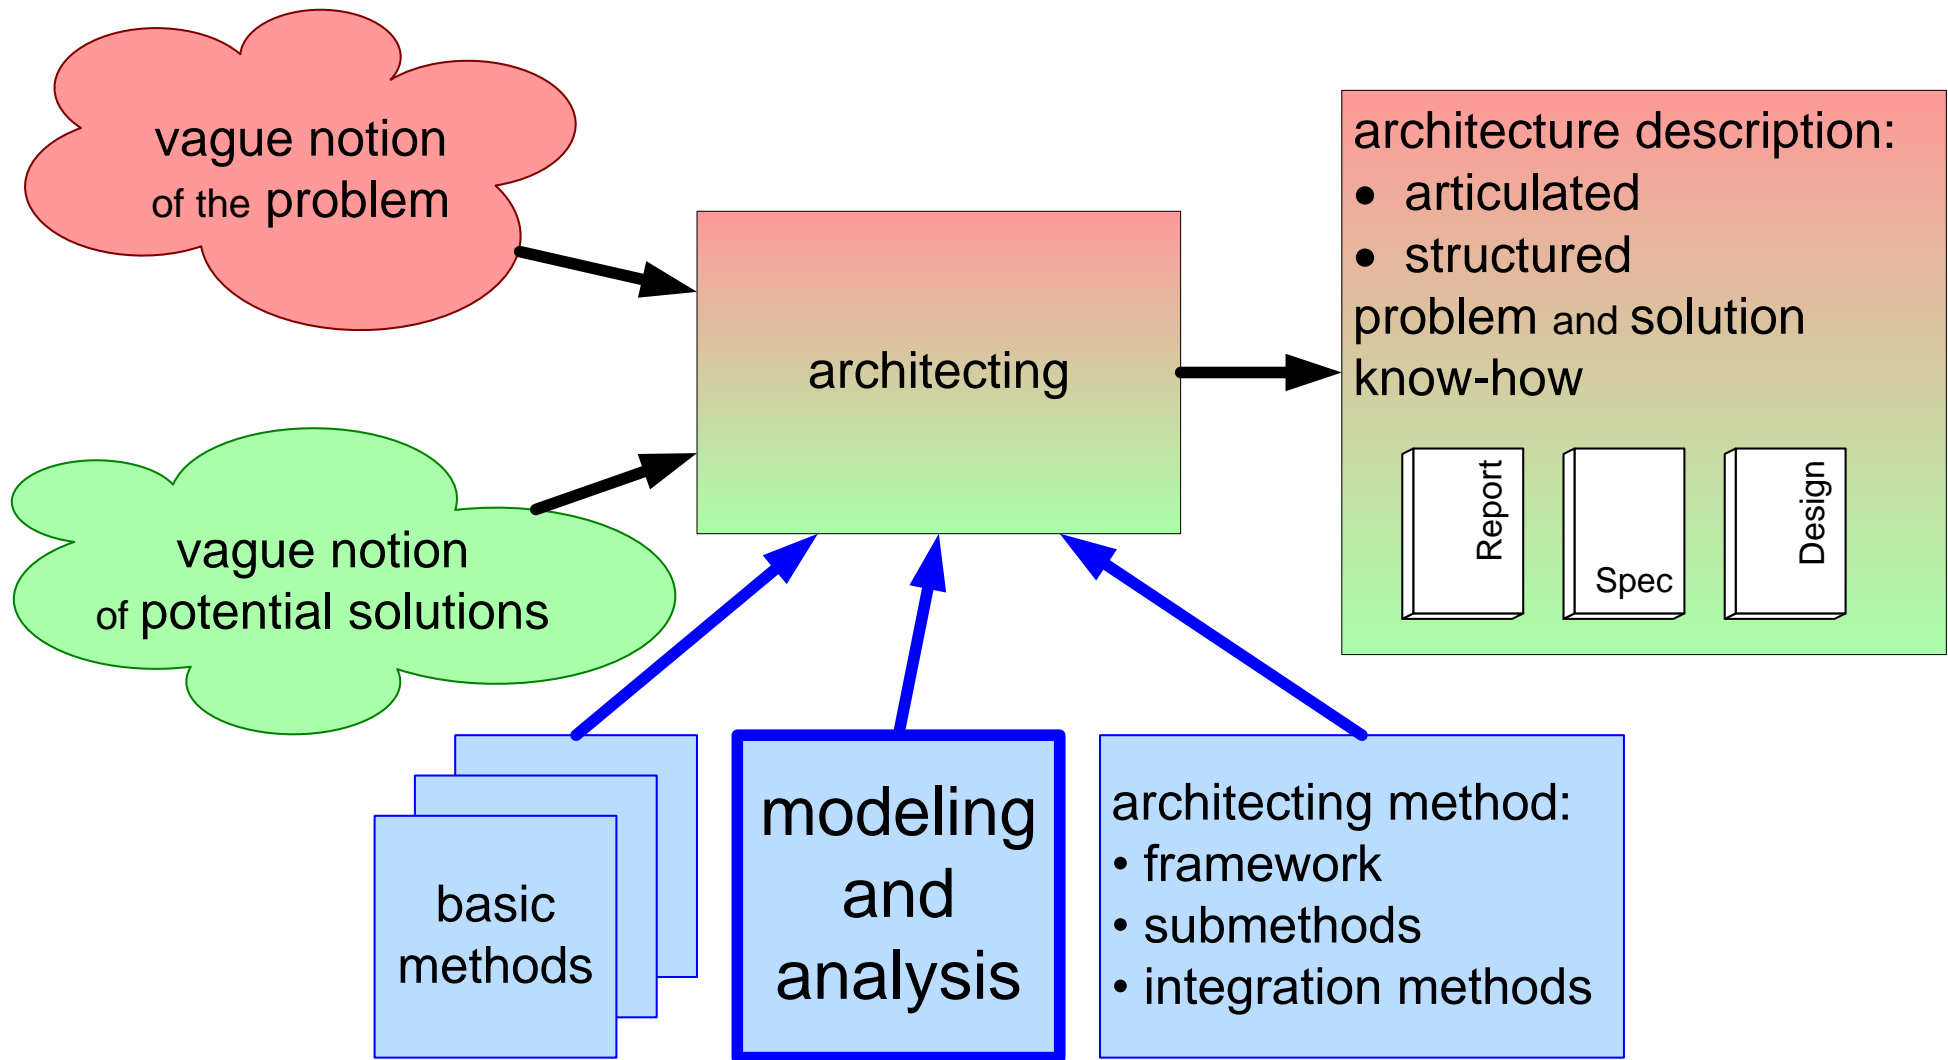 vague notion
of the problem
vague notion
of potential solutions
architecting
architecture description:
• articulated
• structured
problem and solution
know-how
Report
Spec
Design
basic
methods
modeling
and
analysis
architecting method:
• framework
• submethods
• integration methods